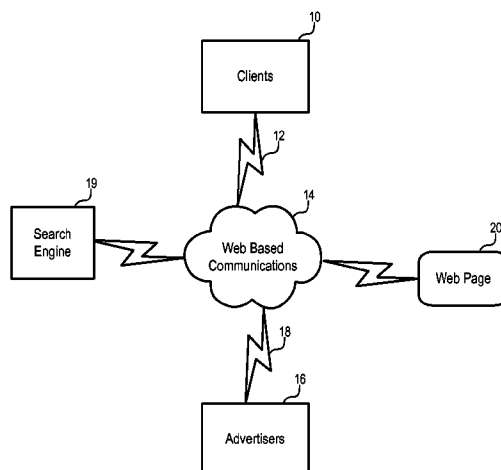 10
Clients
12
19
14
Search
Engine
Web Based
Communications
20
Web Page
18
16
Advertisers